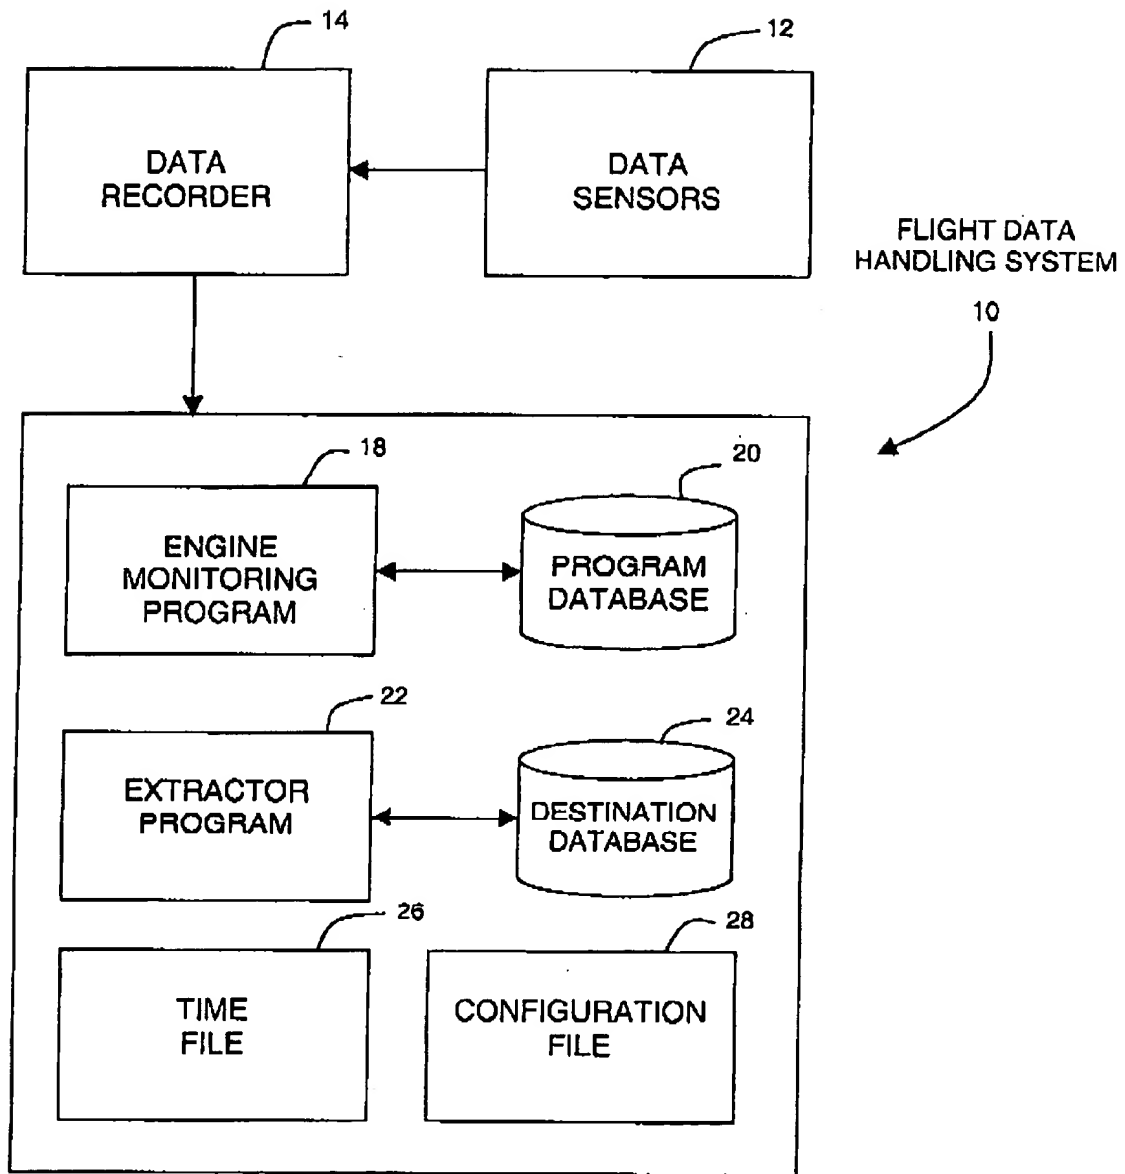 14
12
DATA
RECORDER
DATA
SENSORS
FLIGHT DATA
HANDLING SYSTEM
10
18
20
ENGINE
MONITORING
PROGRAM
PROGRAM
DATABASE
22
24
EXTRACTOR
PROGRAM
DESTINATION
DATABASE
26
28
TIME
FILE
CONFIGURATION
FILE